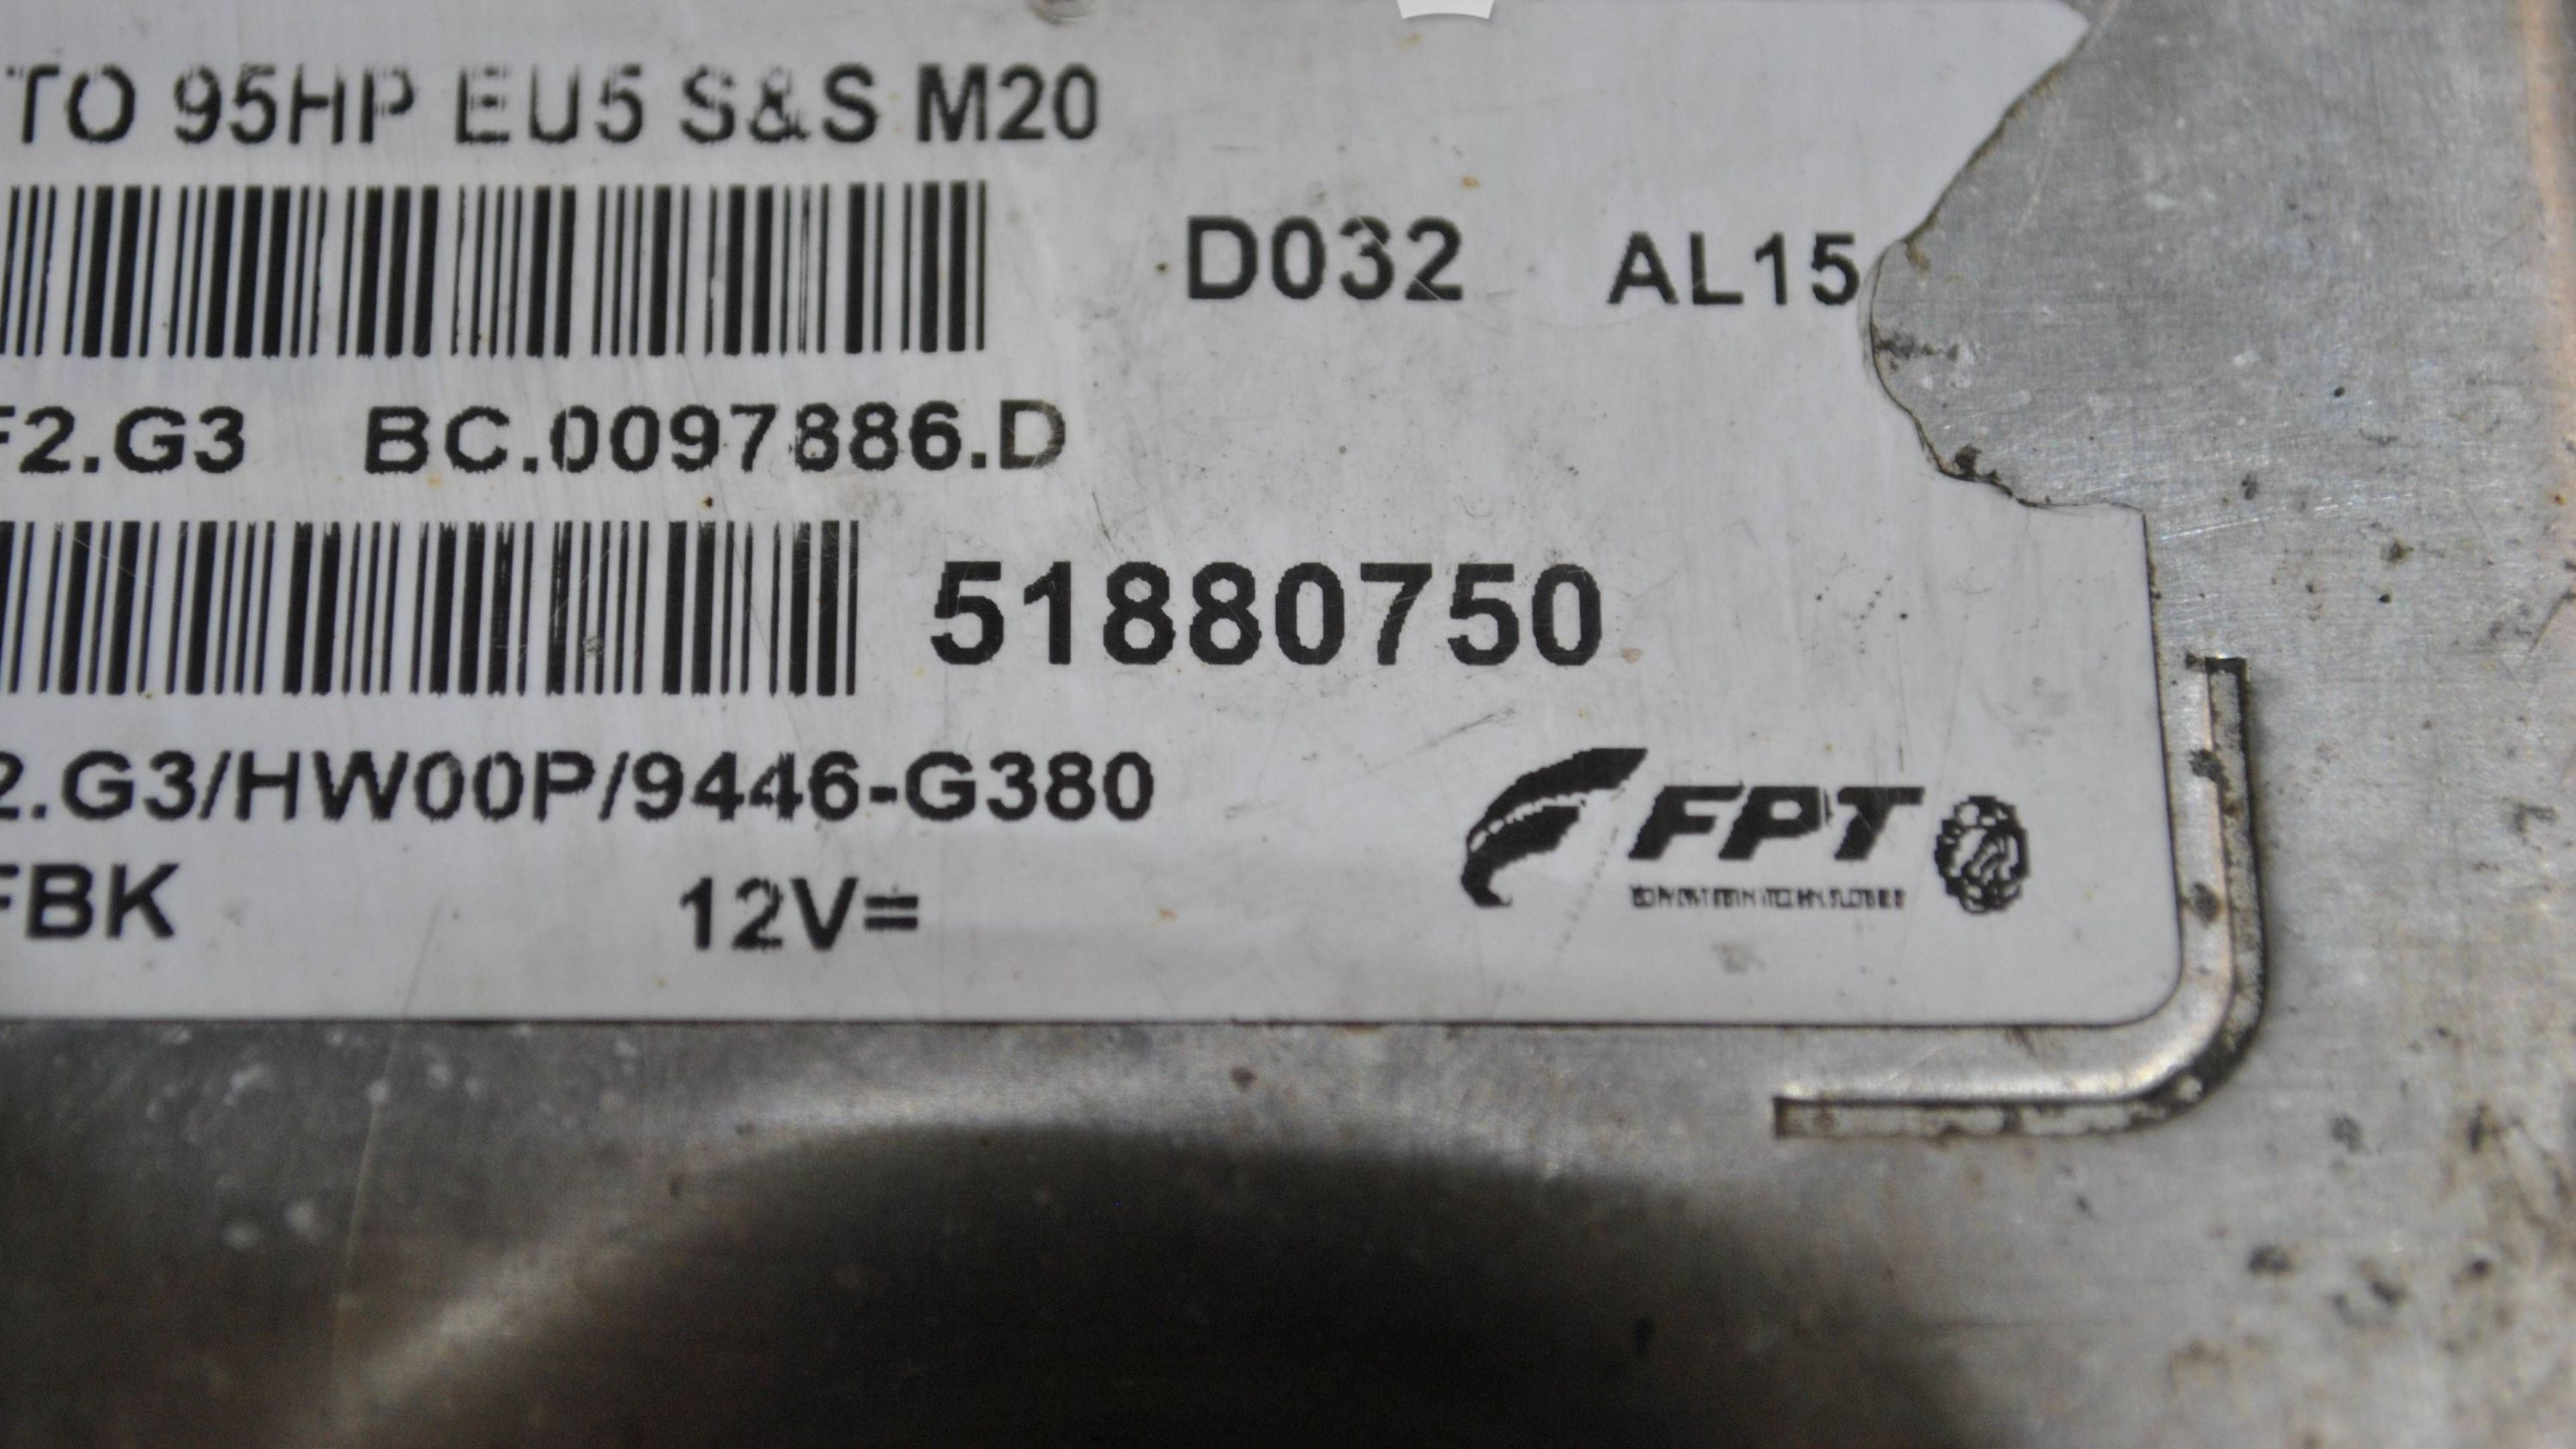 TO 95HP EU5 S&S M20
D032 AL15
F2.G3 BC.0097886.D
51880750
2.G3/HW00P/9446-G380
FPT
FBK 12V=